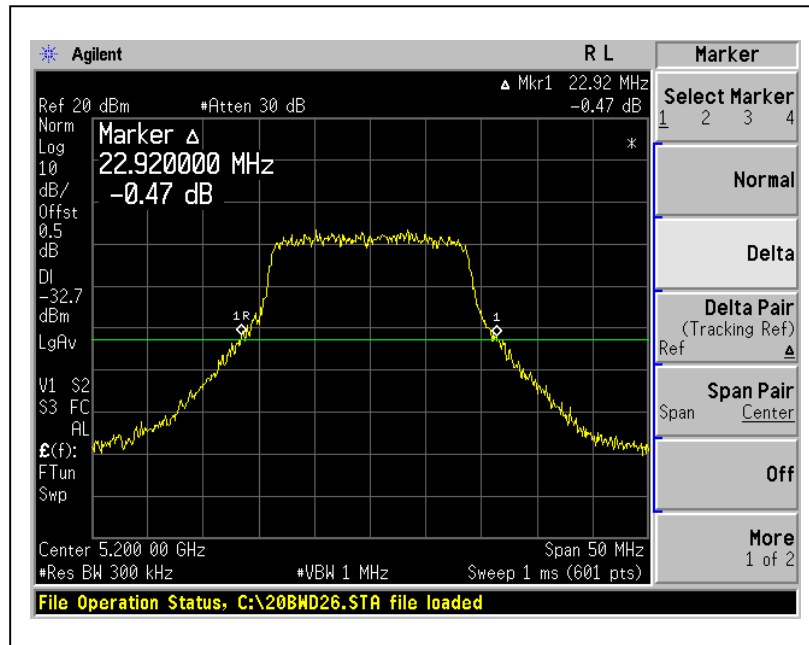 Agilent R L Marker
Δ Mkr1 22.92 MHz
Ref 20 dBm #Atten 30 dB -0.47 dB
Select Marker
1 2 3 4
Norm
Log
10
dB/
Offst
0.5
dB
DI
-32.7
dBm
LgAv
V1 S2
S3 FC
AL
£(f):
FTun
Swp
Marker Δ
22.920000 MHz
-0.47 dB
*
1R
1
Normal
Delta
Delta Pair
(Tracking Ref)
Ref Δ
Span Pair
Span Center
Off
More
1 of 2
Center 5.200 00 GHz Span 50 MHz
#Res BW 300 kHz #VBW 1 MHz Sweep 1 ms (601 pts)
File Operation Status, C:\20BWD26.STA file loaded